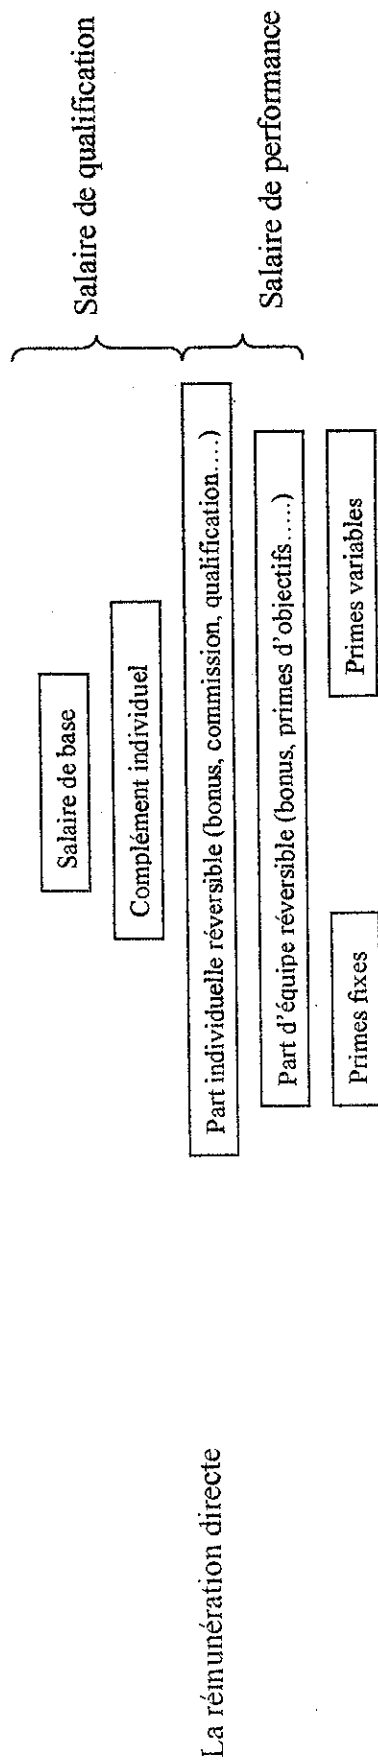 Salaire de base
Complément individuel
Salaire de qualification
La rémunération directe
Part individuelle réversible (bonus, commission, qualification....)
Part d'équipe réversible (bonus, primes d'objectifs.....)
Salaire de performance
Primes fixes
Primes variables